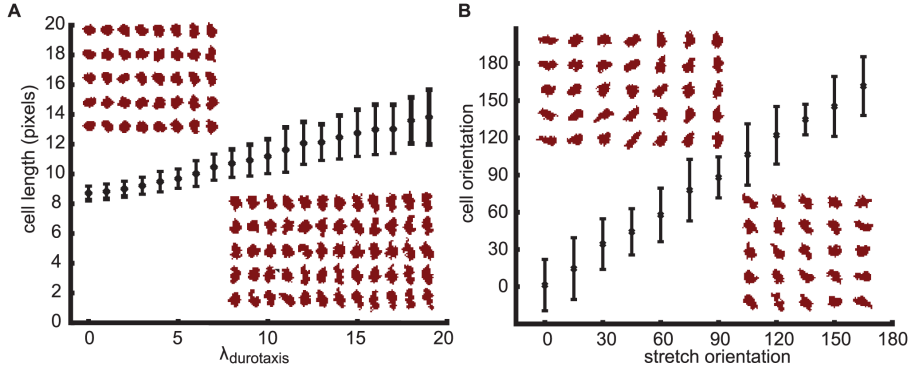 A
cell length (pixels)
20
18
16
14
12
10
8
6
4
2
0
0 5 10 15 20
λdurotaxis
B
cell orientation
180
150
120
90
60
30
0
0 30 60 90 120 150 180
stretch orientation